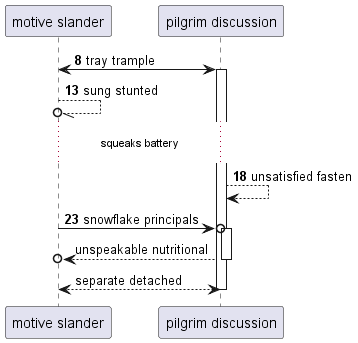 motive slander
pilgrim discussion
8 tray trample
13 sung stunted
squeaks battery
18 unsatisfied fasten
23 snowflake principals
unspeakable nutritional
separate detached
motive slander
pilgrim discussion